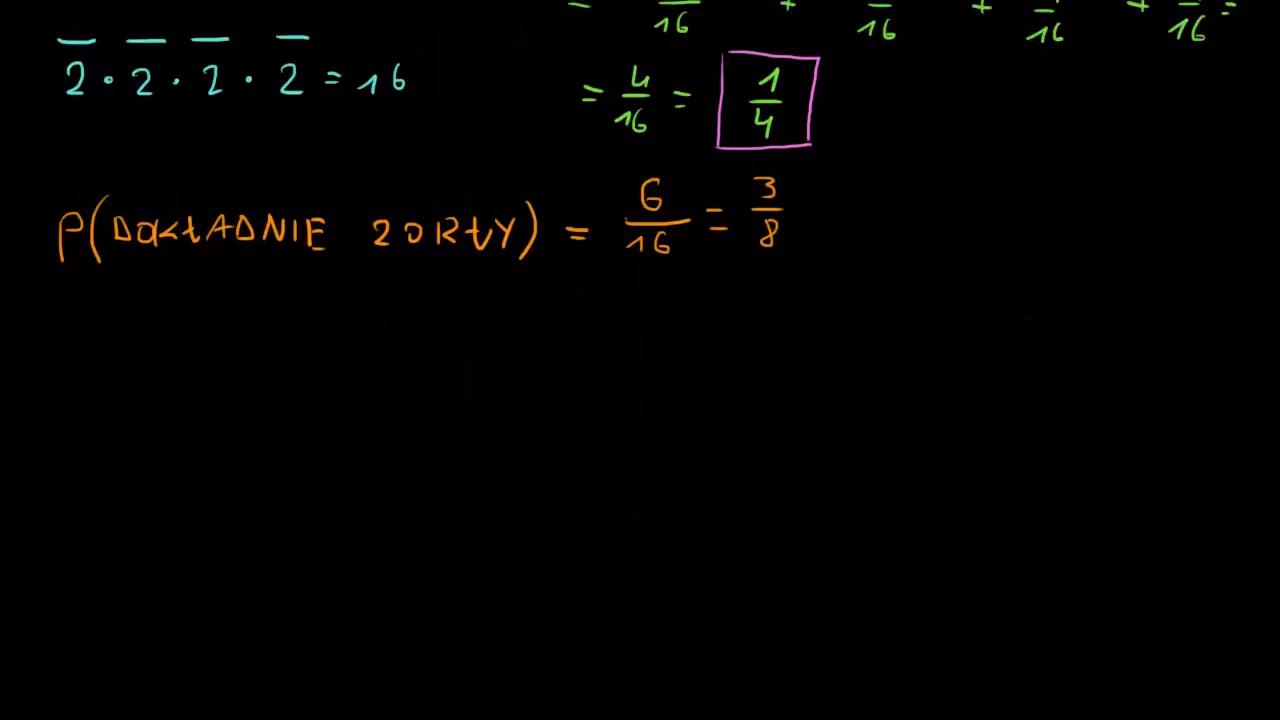 = 16 + 16 + 16 + 16 =
2 · 2 · 2 · 2 = 16
= 4/16 = 1/4
P(DOKŁADNIE 2 ORŁY) = 6/16 = 3/8